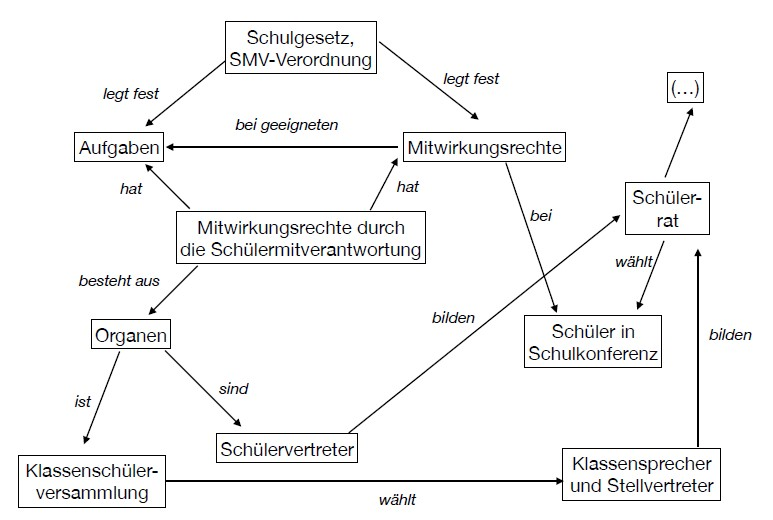 Schulgesetz,
SMV-Verordnung
legt fest
legt fest
(...)
bei geeigneten
Aufgaben
Mitwirkungsrechte
hat
hat
Schüler-
rat
Mitwirkungsrechte durch
die Schülermitverantwortung
bei
besteht aus
wählt
bilden
Organen
Schüler in
Schulkonferenz
bilden
ist
sind
Schülervertreter
Klassenschüler-
versammlung
Klassensprecher
und Stellvertreter
wählt